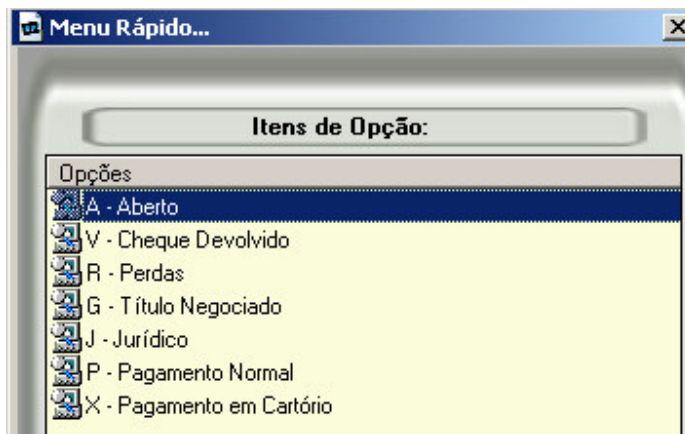 Menu Rápido...
Itens de Opção:
Opções
A - Aberto
V - Cheque Devolvido
R - Perdas
G - Título Negociado
J - Jurídico
P - Pagamento Normal
X - Pagamento em Cartório